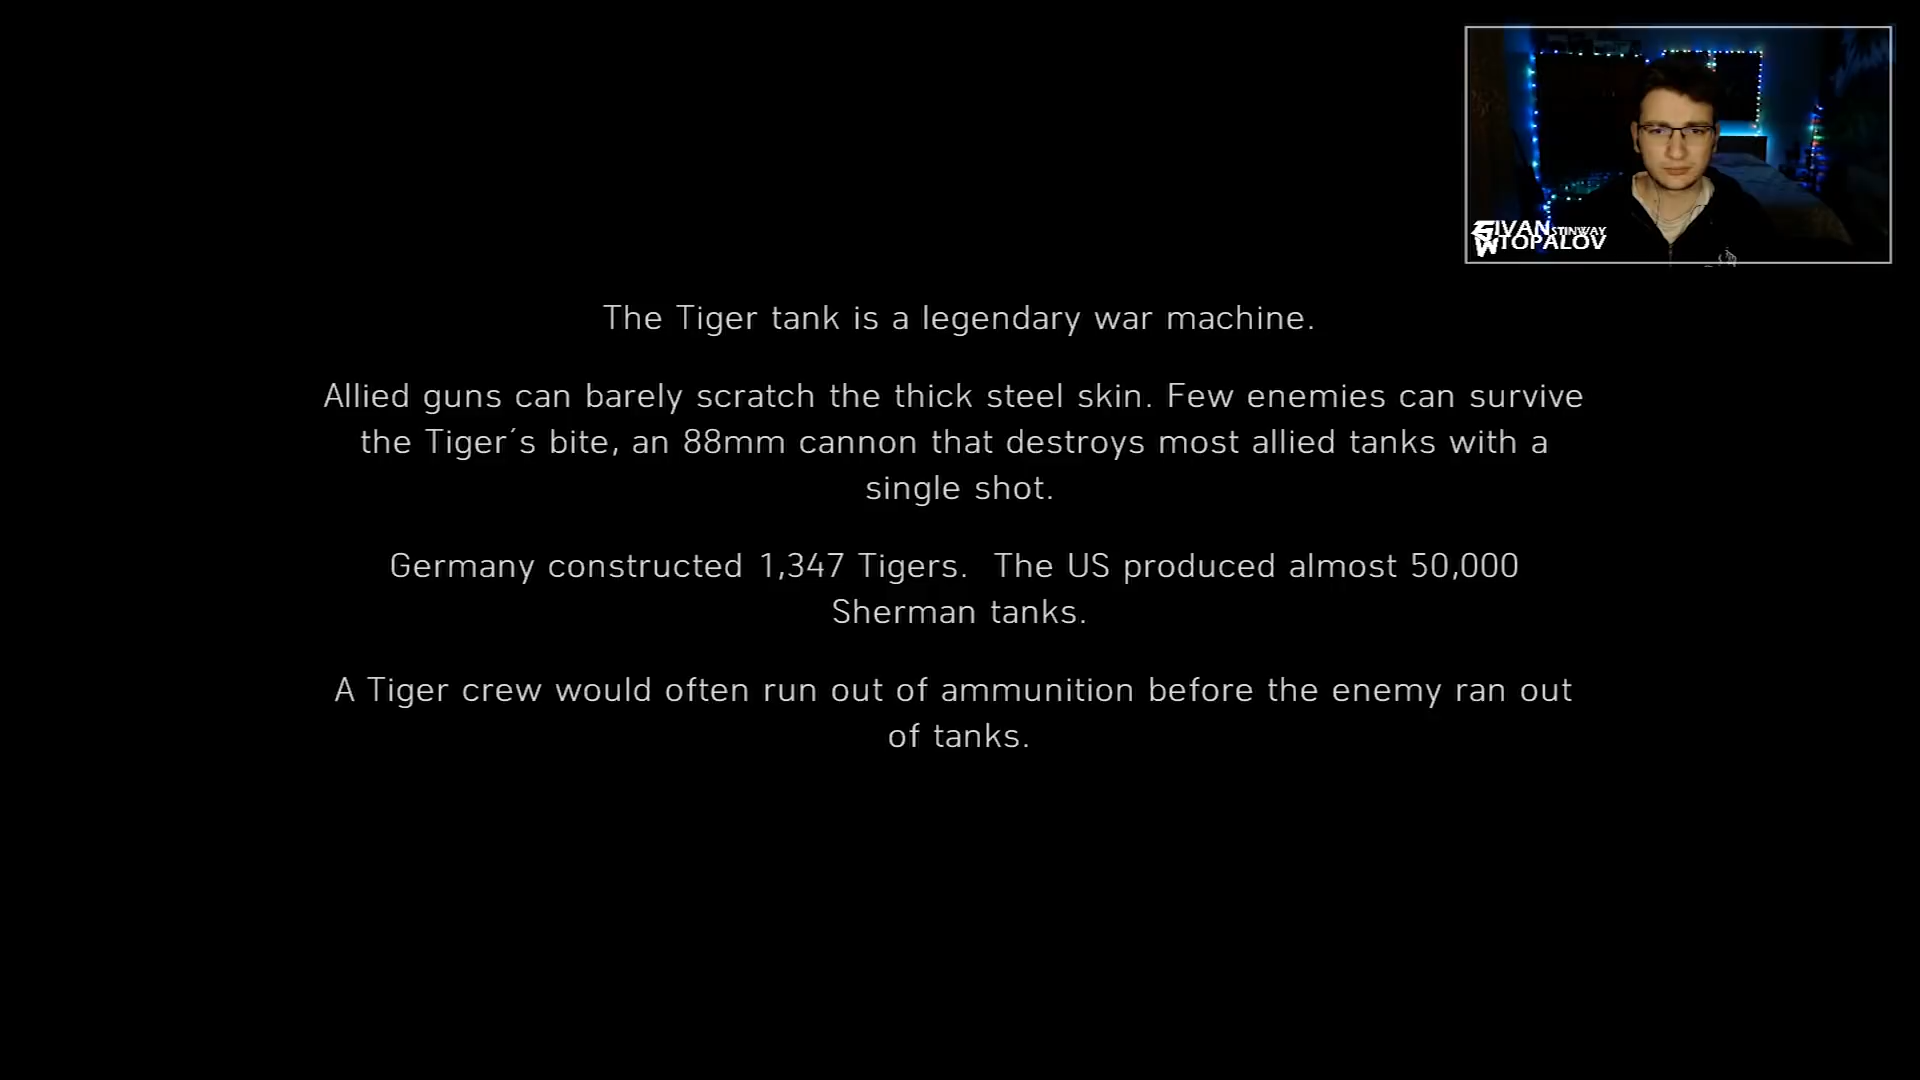 IVAN STINWAY
TOPALOV
The Tiger tank is a legendary war machine.
Allied guns can barely scratch the thick steel skin. Few enemies can survive
the Tiger´s bite, an 88mm cannon that destroys most allied tanks with a
single shot.
Germany constructed 1,347 Tigers.  The US produced almost 50,000
Sherman tanks.
A Tiger crew would often run out of ammunition before the enemy ran out
of tanks.